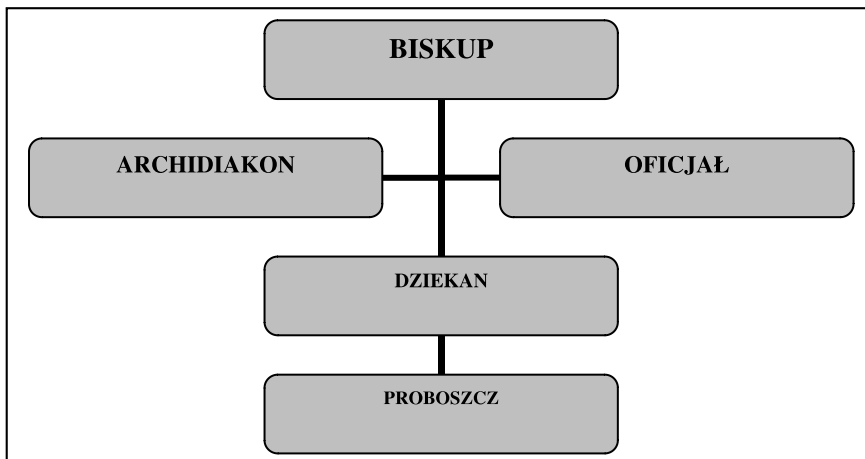 BISKUP
ARCHIDIAKON
OFICJAŁ
DZIEKAN
PROBOSZCZ